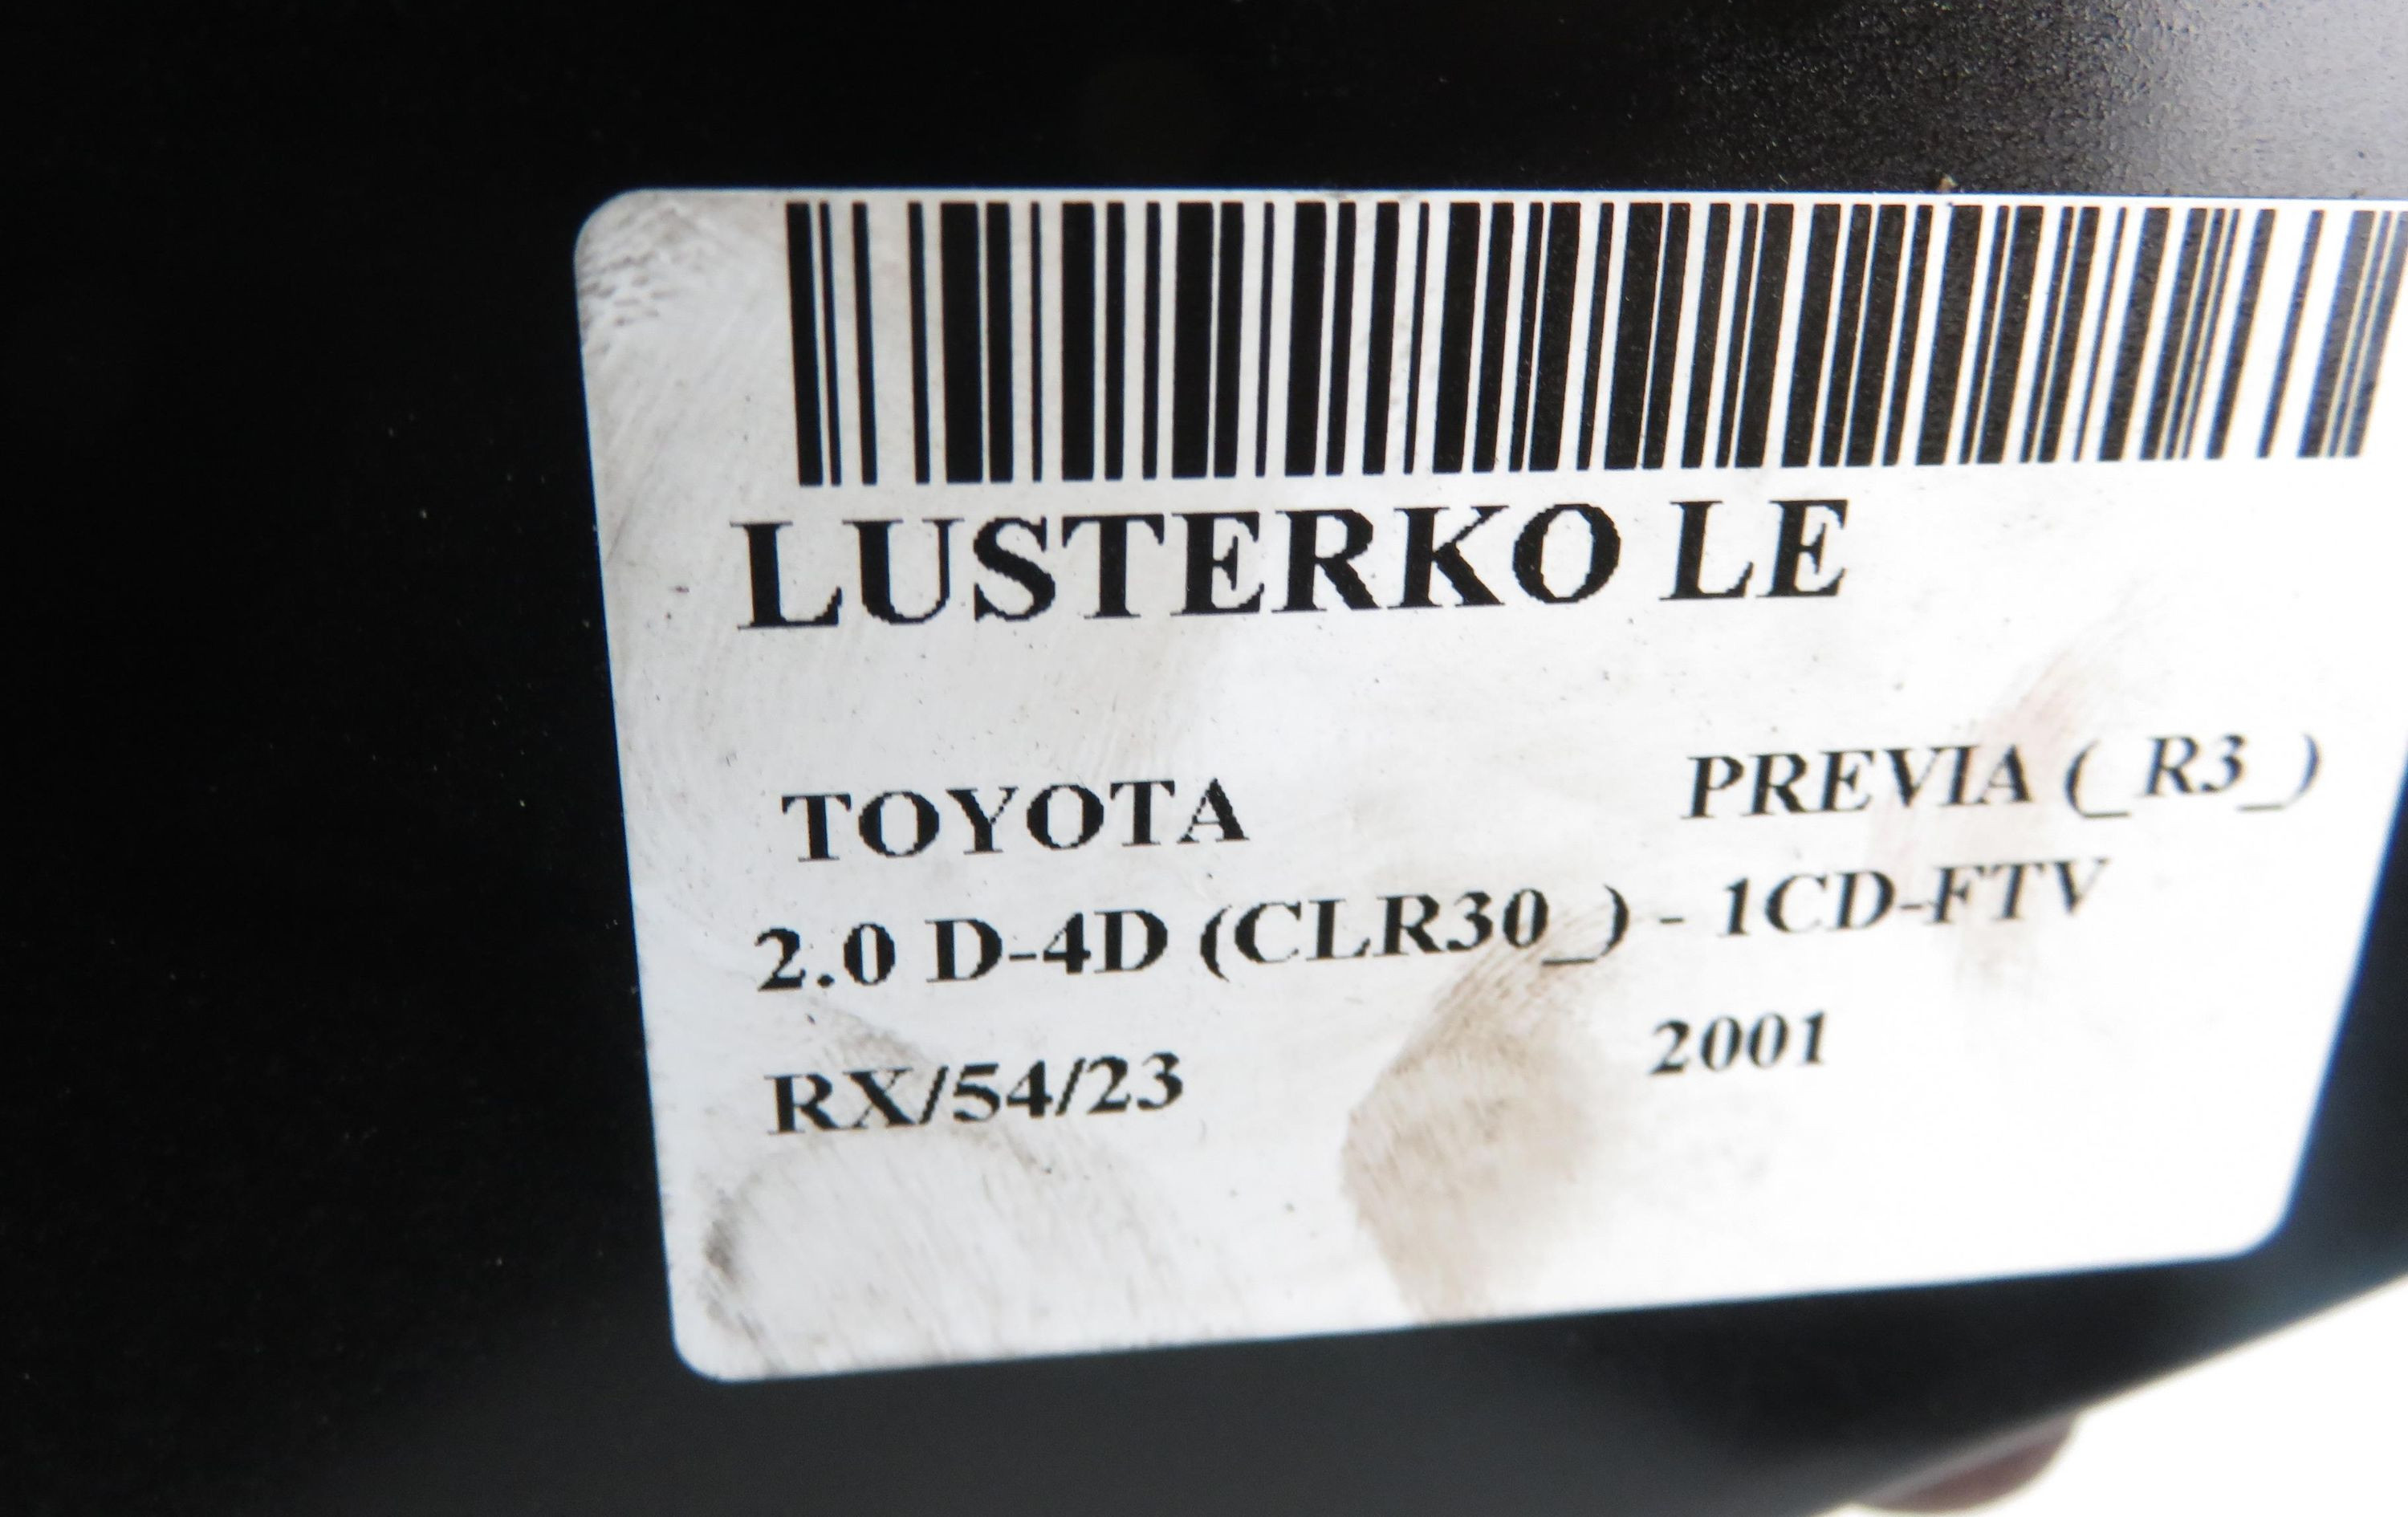 LUSTERKO LE
TOYOTA PREVIA (_R3_)
2.0 D-4D (CLR30_) - 1CD-FTV
RX/54/23 2001